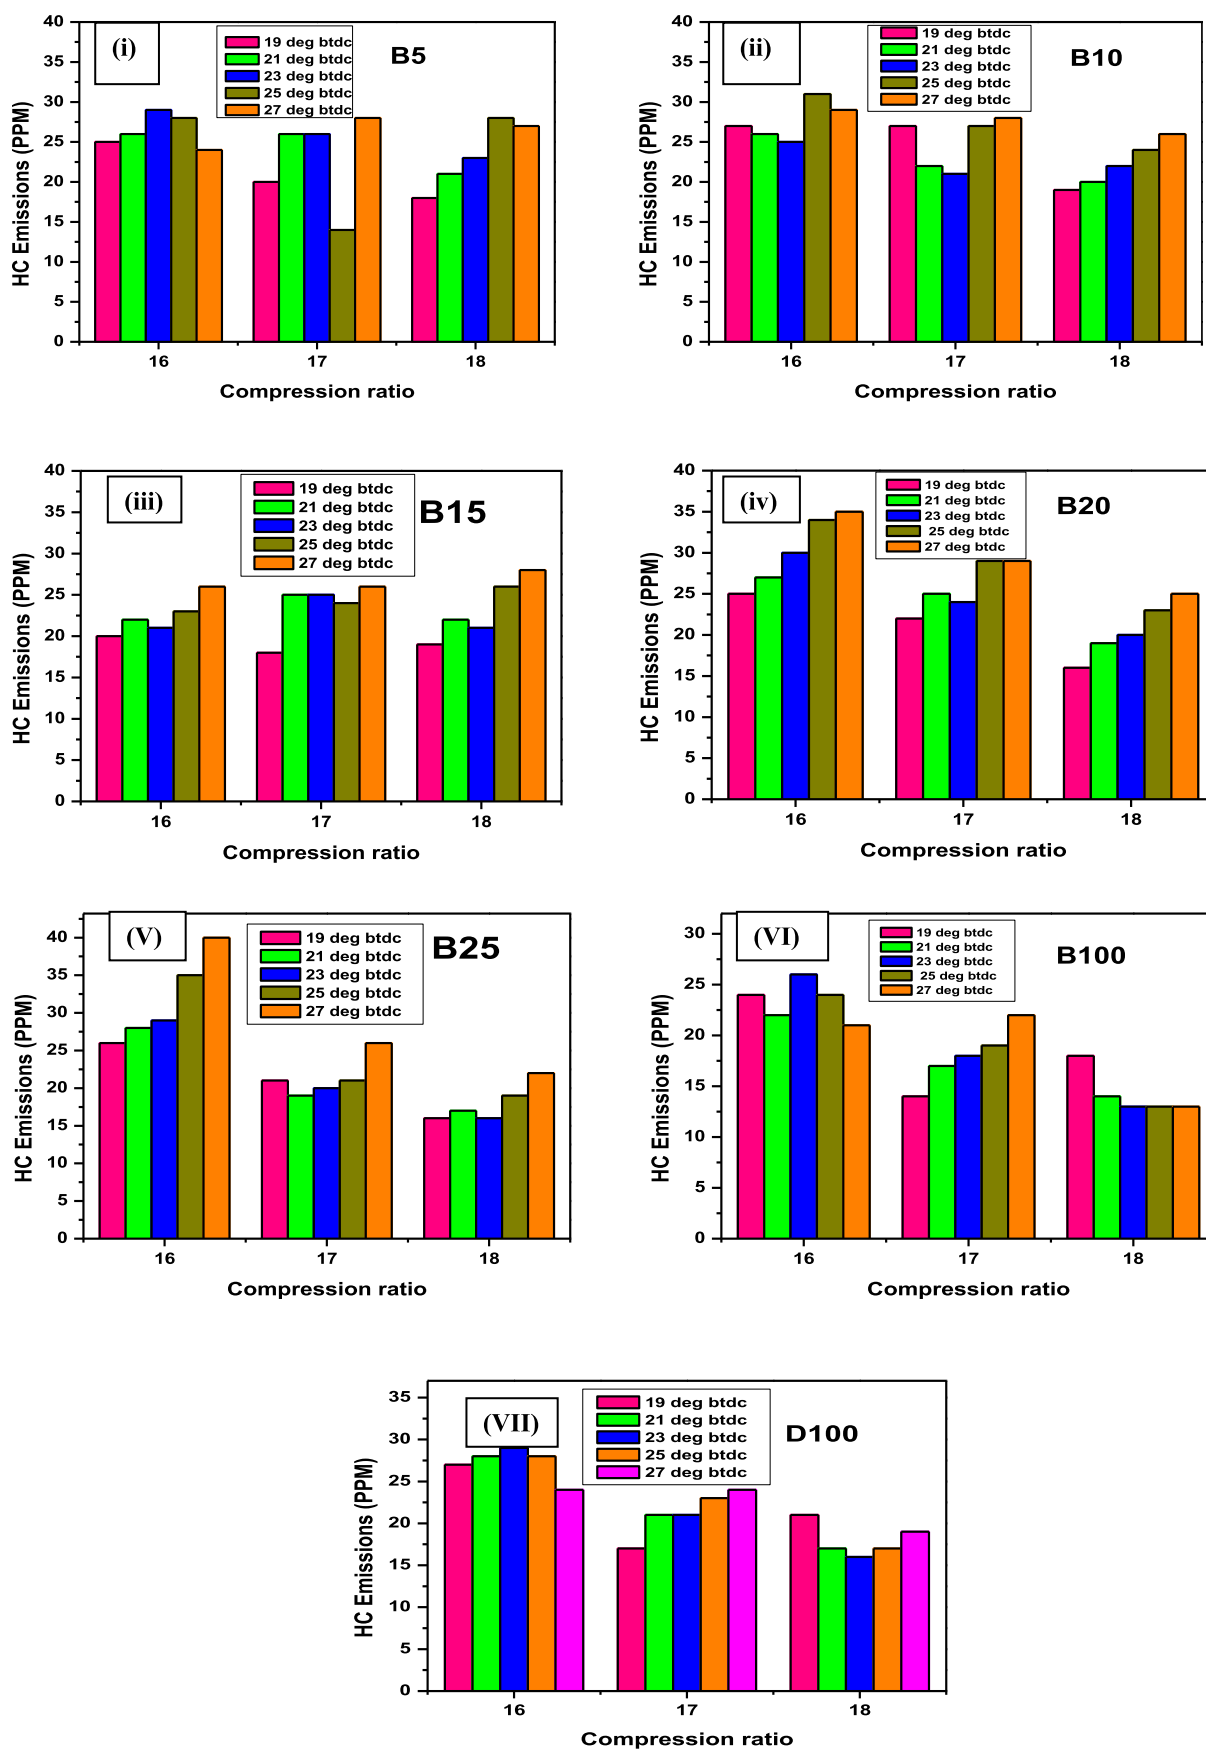 (i)
B5
19 deg btdc
21 deg btdc
23 deg btdc
25 deg btdc
27 deg btdc
HC Emissions (PPM)
40
35
30
25
20
15
10
5
0
16 17 18
Compression ratio
(ii)
B10
19 deg btdc
21 deg btdc
23 deg btdc
25 deg btdc
27 deg btdc
HC Emissions (PPM)
40
35
30
25
20
15
10
5
0
16 17 18
Compression ratio
(iii)
B15
19 deg btdc
21 deg btdc
23 deg btdc
25 deg btdc
27 deg btdc
HC Emissions (PPM)
40
35
30
25
20
15
10
5
0
16 17 18
Compression ratio
(iv)
B20
19 deg btdc
21 deg btdc
23 deg btdc
25 deg btdc
27 deg btdc
HC Emissions (PPM)
40
35
30
25
20
15
10
5
0
16 17 18
Compression ratio
(V)
B25
19 deg btdc
21 deg btdc
23 deg btdc
25 deg btdc
27 deg btdc
HC Emissions (PPM)
40
35
30
25
20
15
10
5
0
16 17 18
Compression ratio
(VI)
B100
19 deg btdc
21 deg btdc
23 deg btdc
25 deg btdc
27 deg btdc
HC Emissions (PPM)
30
25
20
15
10
5
0
16 17 18
Compression ratio
(VII)
D100
19 deg btdc
21 deg btdc
23 deg btdc
25 deg btdc
27 deg btdc
HC Emissions (PPM)
35
30
25
20
15
10
5
0
16 17 18
Compression ratio